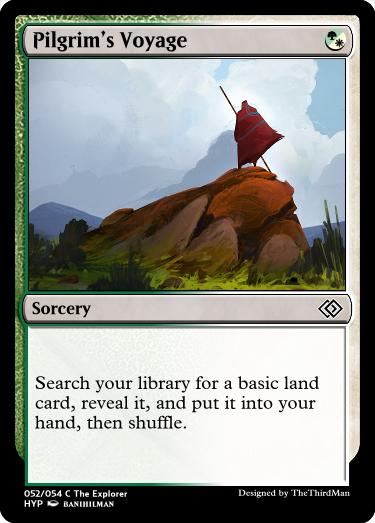 Pilgrim's Voyage
Sorcery
Search your library for a basic land
card, reveal it, and put it into your
hand, then shuffle.
052/054 C The Explorer
HYP BANIHILMAN
Designed by TheThirdMan